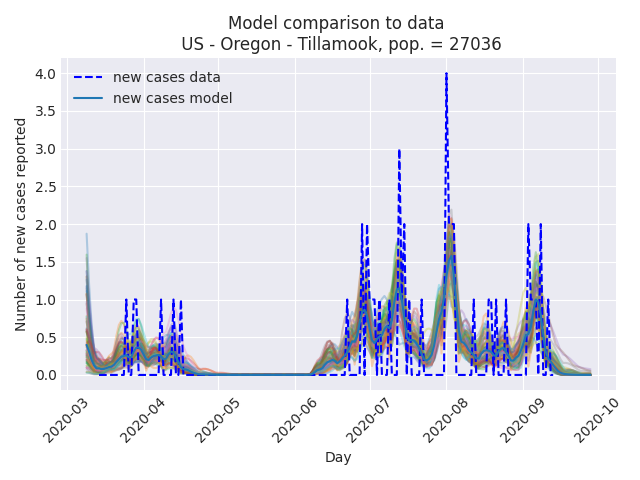 Model comparison to data
US - Oregon - Tillamook, pop. = 27036
new cases data
new cases model
Number of new cases reported
4.0
3.5
3.0
2.5
2.0
1.5
1.0
0.5
0.0
2020-03
2020-04
2020-05
2020-06
2020-07
2020-08
2020-09
2020-10
Day